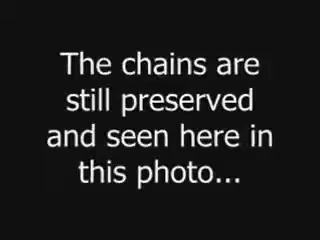 The chains are
still preserved
and seen here in
this photo...